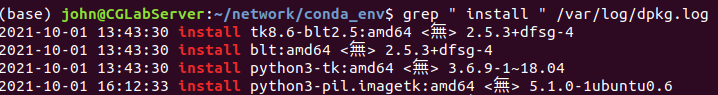 (base) john@CGLabServer:~/network/conda_env$ grep " install " /var/log/dpkg.log
2021-10-01 13:43:30 install tk8.6-blt2.5:amd64 <無> 2.5.3+dfsg-4
2021-10-01 13:43:30 install blt:amd64 <無> 2.5.3+dfsg-4
2021-10-01 13:43:30 install python3-tk:amd64 <無> 3.6.9-1~18.04
2021-10-01 16:12:33 install python3-pil.imagetk:amd64 <無> 5.1.0-1ubuntu0.6